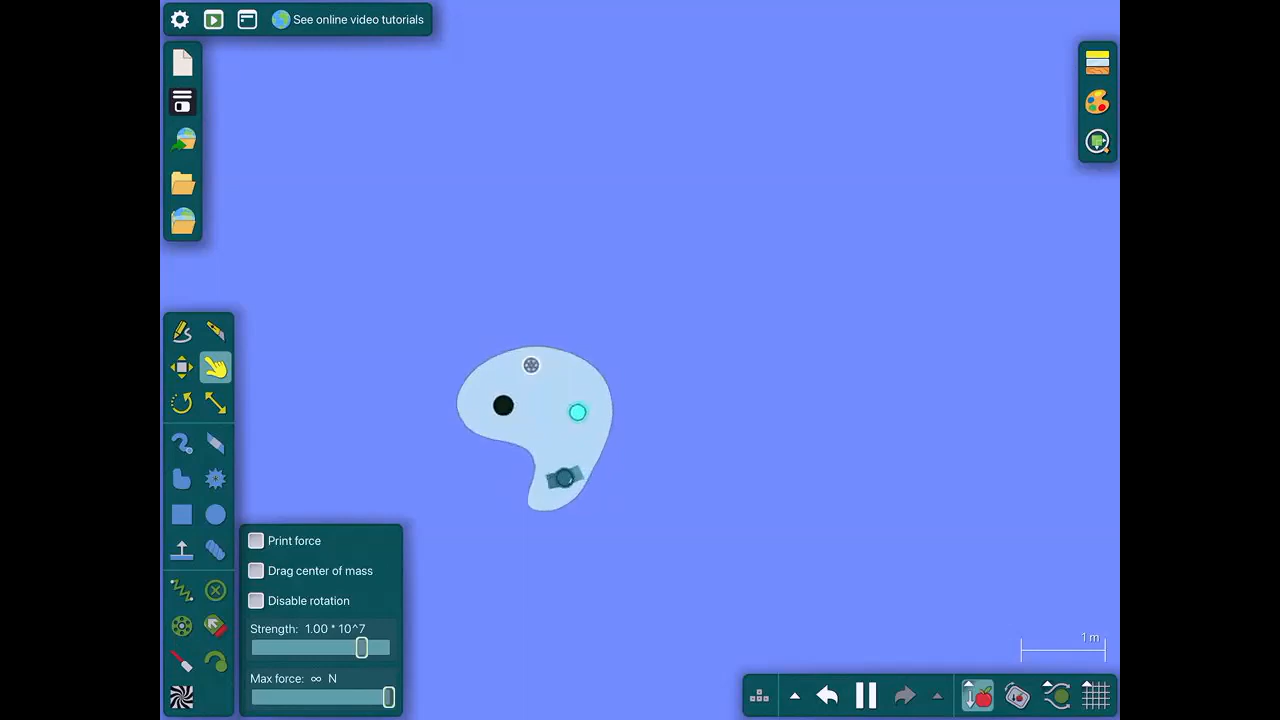 See online video tutorials
Print force
Drag center of mass
Disable rotation
Strength: 1.00 * 10^7
Max force: ∞ N
1 m